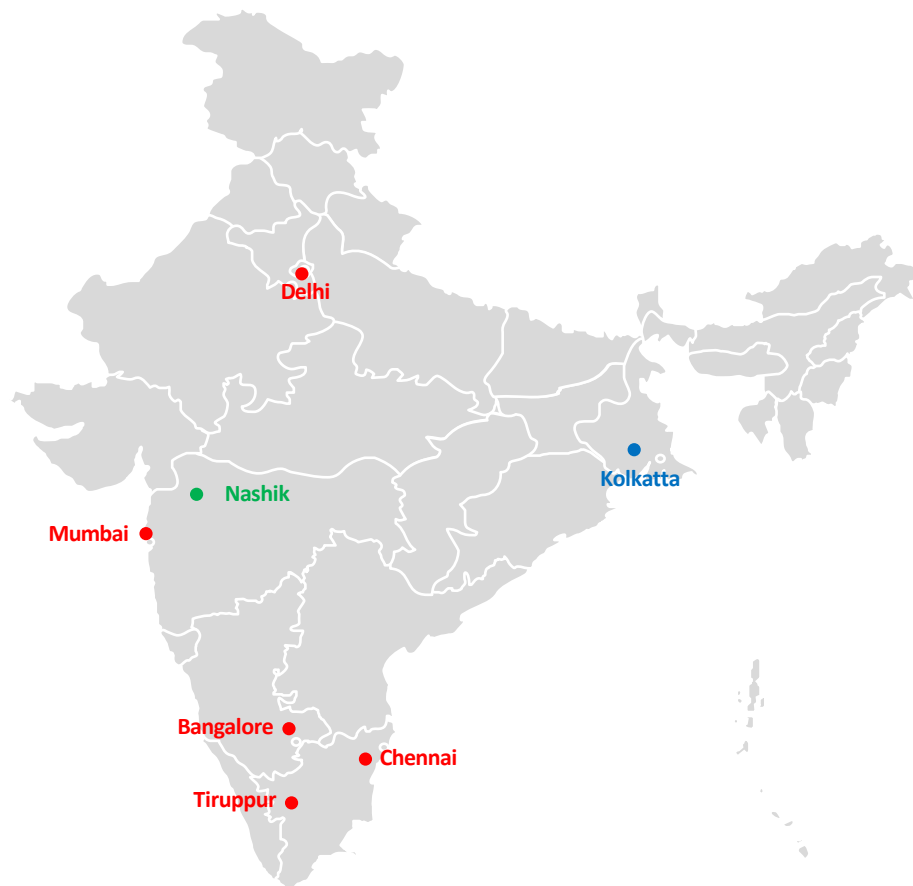 Delhi
Kolkatta
Nashik
Mumbai
Bangalore
Chennai
Tiruppur